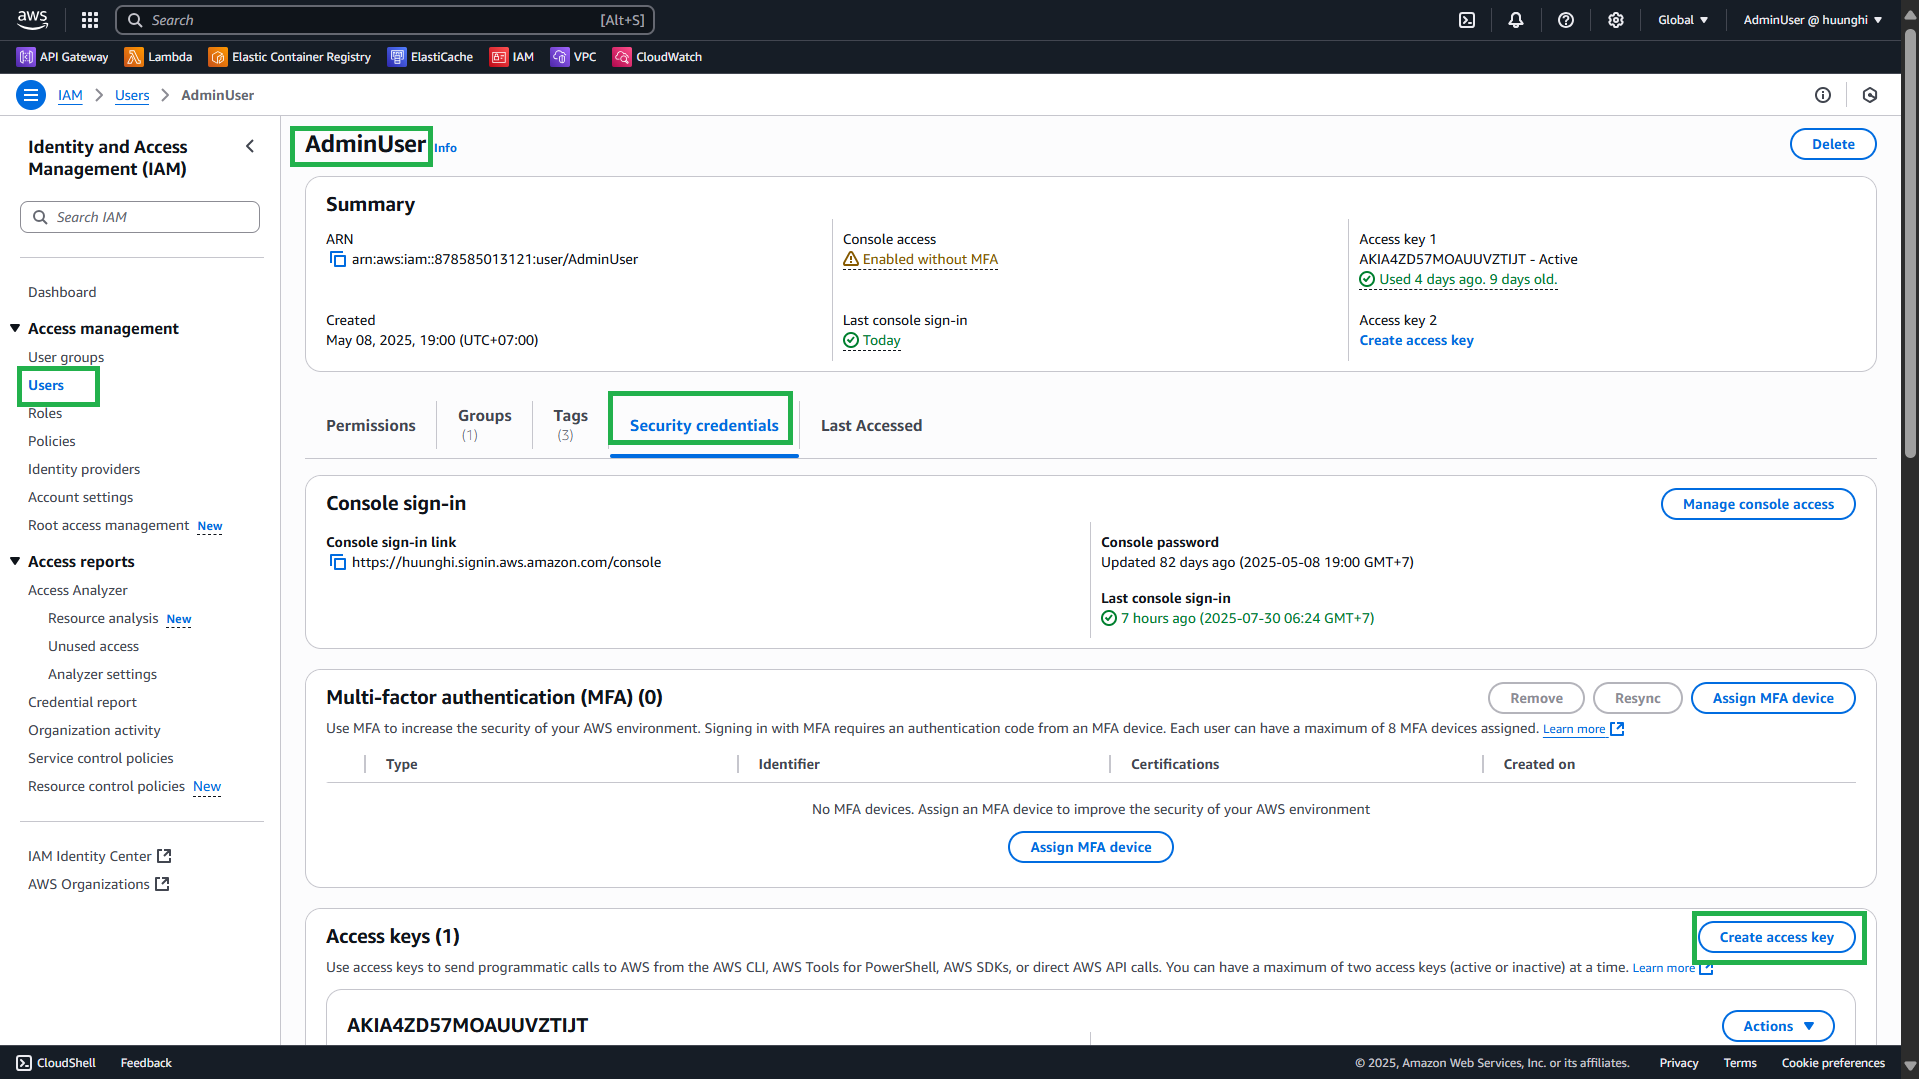 aws
Search [Alt+S]
Global
AdminUser @ huunghi
API Gateway
Lambda
Elastic Container Registry
ElastiCache
IAM
VPC
CloudWatch
IAM > Users > AdminUser
Identity and Access Management (IAM)
Search IAM
Dashboard
Access management
User groups
Users
Roles
Policies
Identity providers
Account settings
Root access management New
Access reports
Access Analyzer
Resource analysis New
Unused access
Analyzer settings
Credential report
Organization activity
Service control policies
Resource control policies New
IAM Identity Center
AWS Organizations
AdminUser Info
Delete
Summary
ARN
arn:aws:iam::878585013121:user/AdminUser
Created
May 08, 2025, 19:00 (UTC+07:00)
Console access
Enabled without MFA
Last console sign-in
Today
Access key 1
AKIA4ZD57MOAUUVZTIJT - Active
Used 4 days ago. 9 days old.
Access key 2
Create access key
Permissions
Groups
(1)
Tags
(3)
Security credentials
Last Accessed
Console sign-in
Manage console access
Console sign-in link
https://huunghi.signin.aws.amazon.com/console
Console password
Updated 82 days ago (2025-05-08 19:00 GMT+7)
Last console sign-in
7 hours ago (2025-07-30 06:24 GMT+7)
Multi-factor authentication (MFA) (0)
Remove
Resync
Assign MFA device
Use MFA to increase the security of your AWS environment. Signing in with MFA requires an authentication code from an MFA device. Each user can have a maximum of 8 MFA devices assigned. Learn more
Type
Identifier
Certifications
Created on
No MFA devices. Assign an MFA device to improve the security of your AWS environment
Assign MFA device
Access keys (1)
Create access key
Use access keys to send programmatic calls to AWS from the AWS CLI, AWS Tools for PowerShell, AWS SDKs, or direct AWS API calls. You can have a maximum of two access keys (active or inactive) at a time. Learn more
AKIA4ZD57MOAUUVZTIJT
Actions
CloudShell
Feedback
© 2025, Amazon Web Services, Inc. or its affiliates.
Privacy
Terms
Cookie preferences